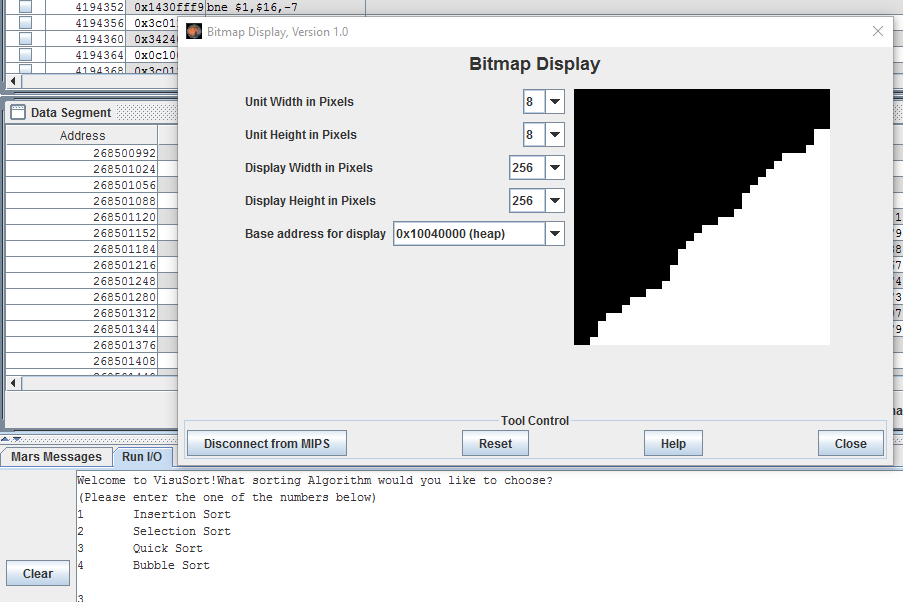 4194352 0x1430fff9 bne $1,$16,-7
4194356
4194360
4194364
4194368
Bitmap Display, Version 1.0
Bitmap Display
Unit Width in Pixels 8
Unit Height in Pixels 8
Display Width in Pixels 256
Display Height in Pixels 256
Base address for display 0x10040000 (heap)
Data Segment
Address
268500992
268501024
268501056
268501088
268501120
268501152
268501184
268501216
268501248
268501280
268501312
268501344
268501376
268501408
Tool Control
Disconnect from MIPS Reset Help Close
Mars Messages Run I/O
Welcome to VisuSort!What sorting Algorithm would you like to choose?
(Please enter the one of the numbers below)
1 Insertion Sort
2 Selection Sort
3 Quick Sort
4 Bubble Sort
3
Clear